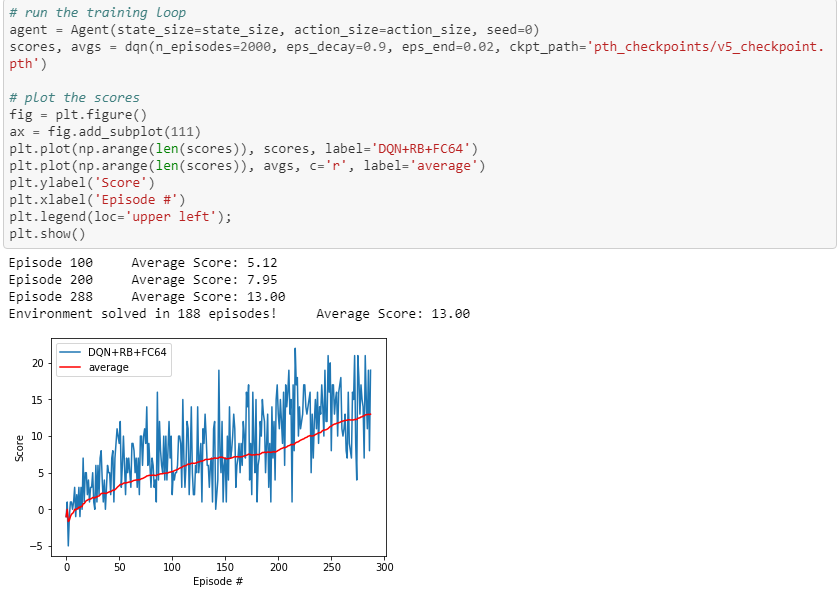 # run the training loop
agent = Agent(state_size=state_size, action_size=action_size, seed=0)
scores, avgs = dqn(n_episodes=2000, eps_decay=0.9, eps_end=0.02, ckpt_path='pth_checkpoints/v5_checkpoint.
pth')
# plot the scores
fig = plt.figure()
ax = fig.add_subplot(111)
plt.plot(np.arange(len(scores)), scores, label='DQN+RB+FC64')
plt.plot(np.arange(len(scores)), avgs, c='r', label='average')
plt.ylabel('Score')
plt.xlabel('Episode #')
plt.legend(loc='upper left');
plt.show()
Episode 100 Average Score: 5.12
Episode 200 Average Score: 7.95
Episode 288 Average Score: 13.00
Environment solved in 188 episodes! Average Score: 13.00
DQN+RB+FC64
average
Score
20
15
10
5
0
−5
0 50 100 150 200 250 300
Episode #